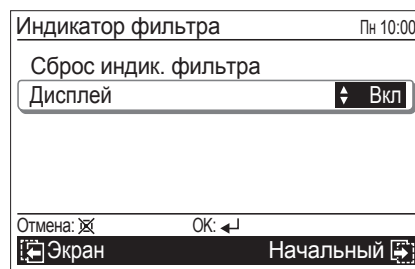 Индикатор фильтра Пн 10:00
Сброс индик. фильтра
Дисплей Вкл
Отмена: OK:
Экран Начальный